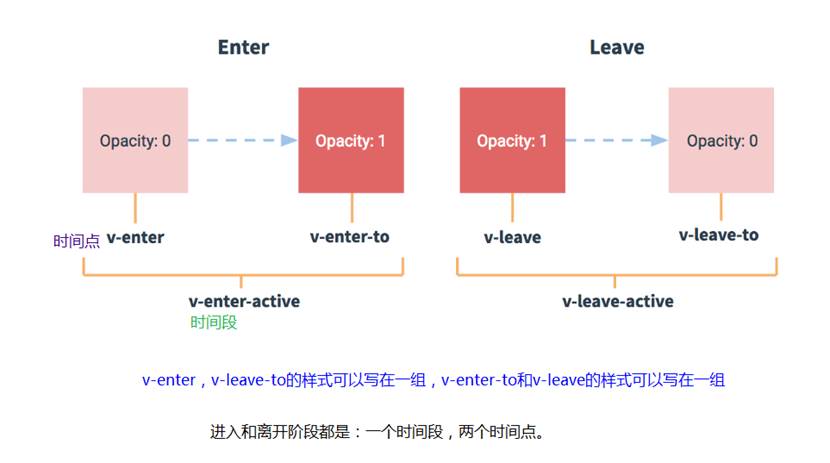 Enter
Leave
Opacity: 0
Opacity: 1
Opacity: 1
Opacity: 0
时间点 v-enter
v-enter-to
v-leave
v-leave-to
v-enter-active
v-leave-active
时间段
v-enter，v-leave-to的样式可以写在一组，v-enter-to和v-leave的样式可以写在一组
进入和离开阶段都是：一个时间段，两个时间点。